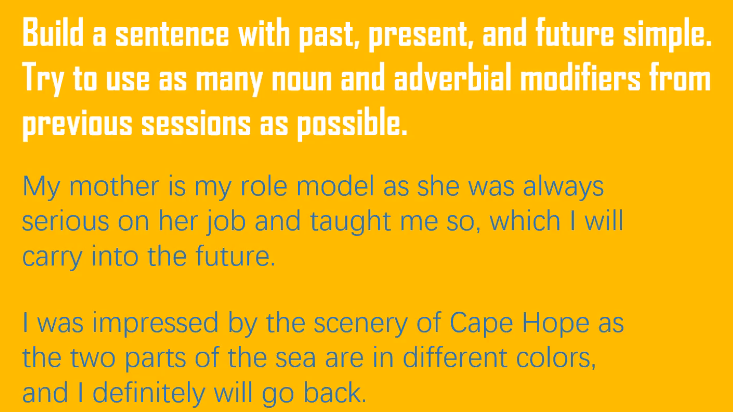 Build a sentence with past, present, and future simple.
Try to use as many noun and adverbial modifiers from
previous sessions as possible.
My mother is my role model as she was always
serious on her job and taught me so, which I will
carry into the future.
I was impressed by the scenery of Cape Hope as
the two parts of the sea are in different colors,
and I definitely will go back.